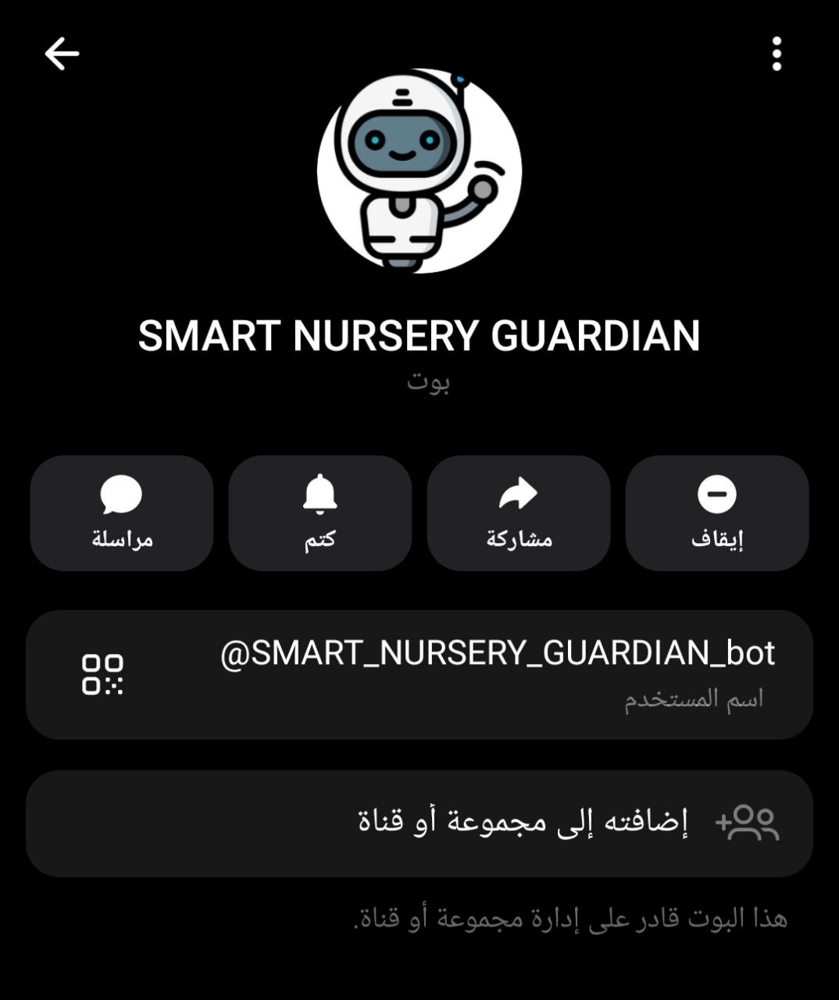 SMART NURSERY GUARDIAN
بوت
إيقاف
مشاركة
كتم
مراسلة
@SMART_NURSERY_GUARDIAN_bot
اسم المستخدم
إضافته إلى مجموعة أو قناة
هذا البوت قادر على إدارة مجموعة أو قناة.